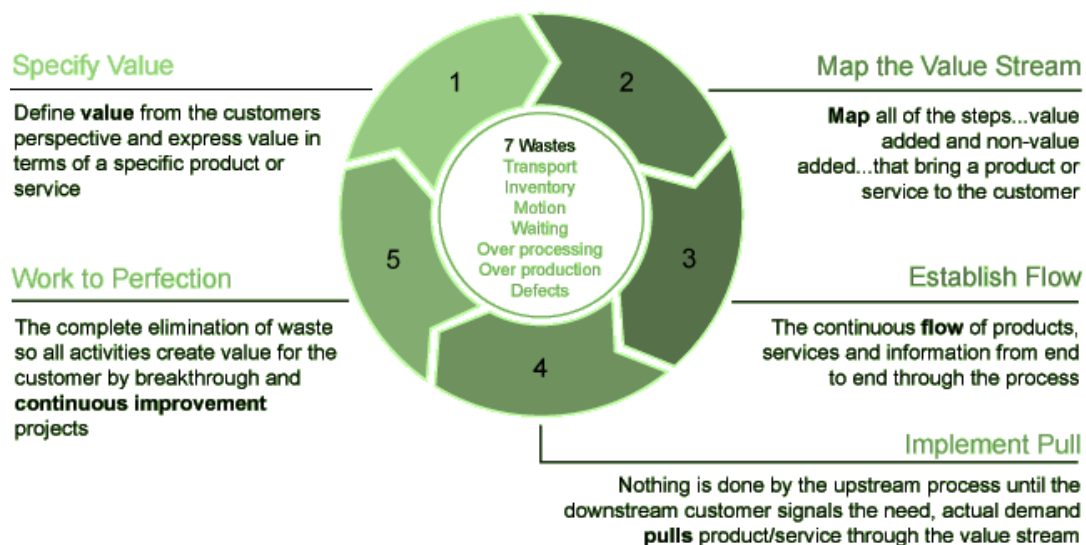 Specify Value
Define value from the customers
perspective and express value in
terms of a specific product or
service
1
2
Map the Value Stream
Map all of the steps...value
added and non-value
added...that bring a product or
service to the customer
7 Wastes
Transport
Inventory
Motion
Waiting
Over processing
Over production
Defects
3
Establish Flow
The continuous flow of products,
services and information from end
to end through the process
4
Implement Pull
Nothing is done by the upstream process until the
downstream customer signals the need, actual demand
pulls product/service through the value stream
5
Work to Perfection
The complete elimination of waste
so all activities create value for the
customer by breakthrough and
continuous improvement
projects